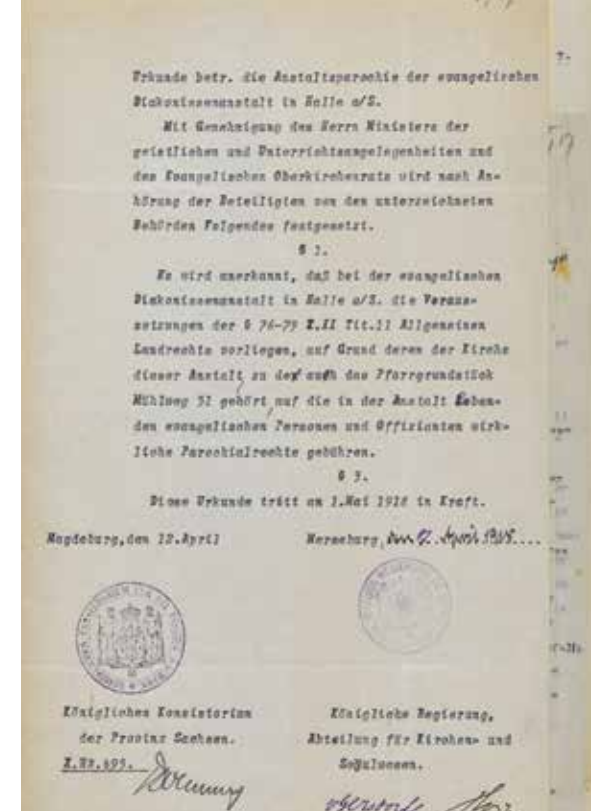 Urkunde betr. die Anstaltsparochie der evangelischen
Diakonissenanstalt in Halle a/S.
Mit Genehmigung des Herrn Ministers der
geistlichen und Unterrichtsangelegenheiten und
des Evangelischen Oberkirchenrats wird nach An-
hörung der Beteiligten von den unterzeichneten
Behörden Folgendes festgesetzt.
§ 1.
Es wird anerkannt, daß bei der evangelischen
Diakonissenanstalt in Halle a/S. die Voraus-
setzungen der § 76-79 T.II Tit.11 Allgemeinen
Landrechts vorliegen, auf Grund deren der Kirche
dieser Anstalt, zu der auch das Pfarrgrundstück
Mühlweg 52 gehört, auf die in der Anstalt leben-
den evangelischen Personen und Offizianten wirk-
liche Parochialrechte gebühren.
§ 3.
Diese Urkunde tritt am 1.Mai 1918 in Kraft.
Magdeburg, den 12.April
Merseburg, den 17. April 1918
Königliches Konsistorium
der Provinz Sachsen.
Königliche Regierung,
Abteilung für Kirchen- und
Schulwesen.